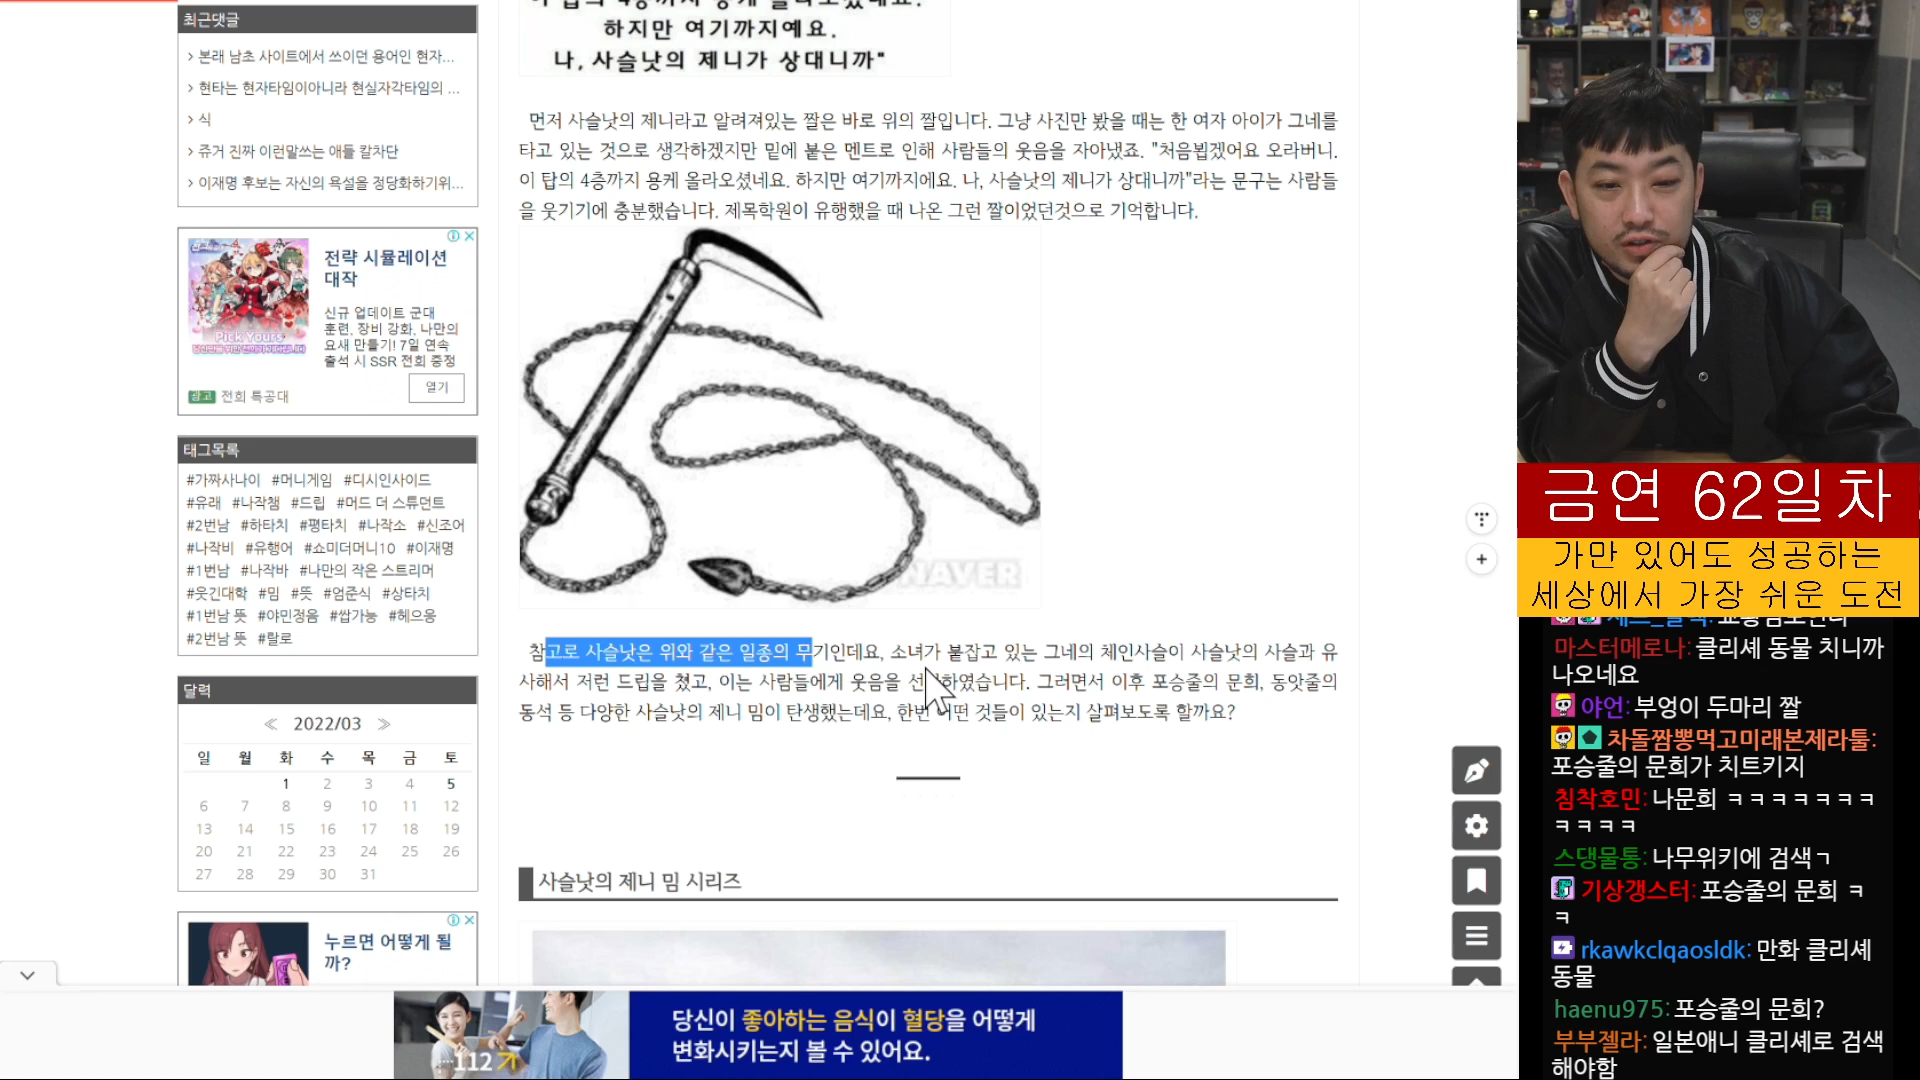 최근댓글
> 본래 남초 사이트에서 쓰이던 용어인 현자...
> 현타는 현자타임이아니라 현실자각타임의 ...
> 식
> 쥬거 진짜 이런말쓰는 애들 칼차단
> 이재명 후보는 자신의 욕설을 정당화하기위...
전략 시뮬레이션
대작
신규 업데이트 군대
훈련, 장비 강화, 나만의
요새 만들기! 7일 연속
출석 시 SSR 전희 증정
Pick Yours
광고 전희 특공대
열기
태그목록
#가짜사나이 #머니게임 #디시인사이드
#유래 #나작챔 #드립 #머드 더 스튜던트
#2번남 #하타치 #평타치 #나작소 #신조어
#나작비 #유행어 #쇼미더머니10 #이재명
#1번남 #나작바 #나만의 작은 스트리머
#웃긴대학 #밈 #뜻 #엄준식 #상타치
#1번남 뜻 #야민정음 #쌉가능 #헤으응
#2번남 뜻 #랄로
달력
≪ 2022/03 ≫
일 월 화 수 목 금 토
1 2 3 4 5
6 7 8 9 10 11 12
13 14 15 16 17 18 19
20 21 22 23 24 25 26
27 28 29 30 31
누르면 어떻게 될
까?
하지만 여기까지예요.
나, 사슬낫의 제니가 상대니까"
먼저 사슬낫의 제니라고 알려져있는 짤은 바로 위의 짤입니다. 그냥 사진만 봤을 때는 한 여자 아이가 그네를
타고 있는 것으로 생각하겠지만 밑에 붙은 멘트로 인해 사람들의 웃음을 자아냈죠. "처음뵙겠어요 오라버니.
이 탑의 4층까지 용케 올라오셨네요. 하지만 여기까지에요. 나, 사슬낫의 제니가 상대니까"라는 문구는 사람들
을 웃기기에 충분했습니다. 제목학원이 유행했을 때 나온 그런 짤이었던것으로 기억합니다.
NAVER
참고로 사슬낫은 위와 같은 일종의 무기인데요, 소녀가 붙잡고 있는 그네의 체인사슬이 사슬낫의 사슬과 유
사해서 저런 드립을 쳤고, 이는 사람들에게 웃음을 하였습니다. 그러면서 이후 포승줄의 문희, 동앗줄의
동석 등 다양한 사슬낫의 제니 밈이 탄생했는데요, 한번 어떤 것들이 있는지 살펴보도록 할까요?
사슬낫의 제니 밈 시리즈
112
당신이 좋아하는 음식이 혈당을 어떻게
변화시키는지 볼 수 있어요.
금연 62일차
가만 있어도 성공하는
세상에서 가장 쉬운 도전
마스터메로나: 클리셰 동물 치니까
나오네요
야언: 부엉이 두마리 짤
차돌짬뽕먹고미래본제라툴:
포승줄의 문희가 치트키지
침착호민: 나문희 ㅋㅋㅋㅋㅋㅋㅋ
ㅋㅋㅋㅋ
스댕물통: 나무위키에 검색ㄱ
기상갱스터: 포승줄의 문희 ㅋ
ㅋ
rkawkclqaosldk: 만화 클리셰
동물
haenu975: 포승줄의 문희?
부부젤라: 일본애니 클리셰로 검색
해야함